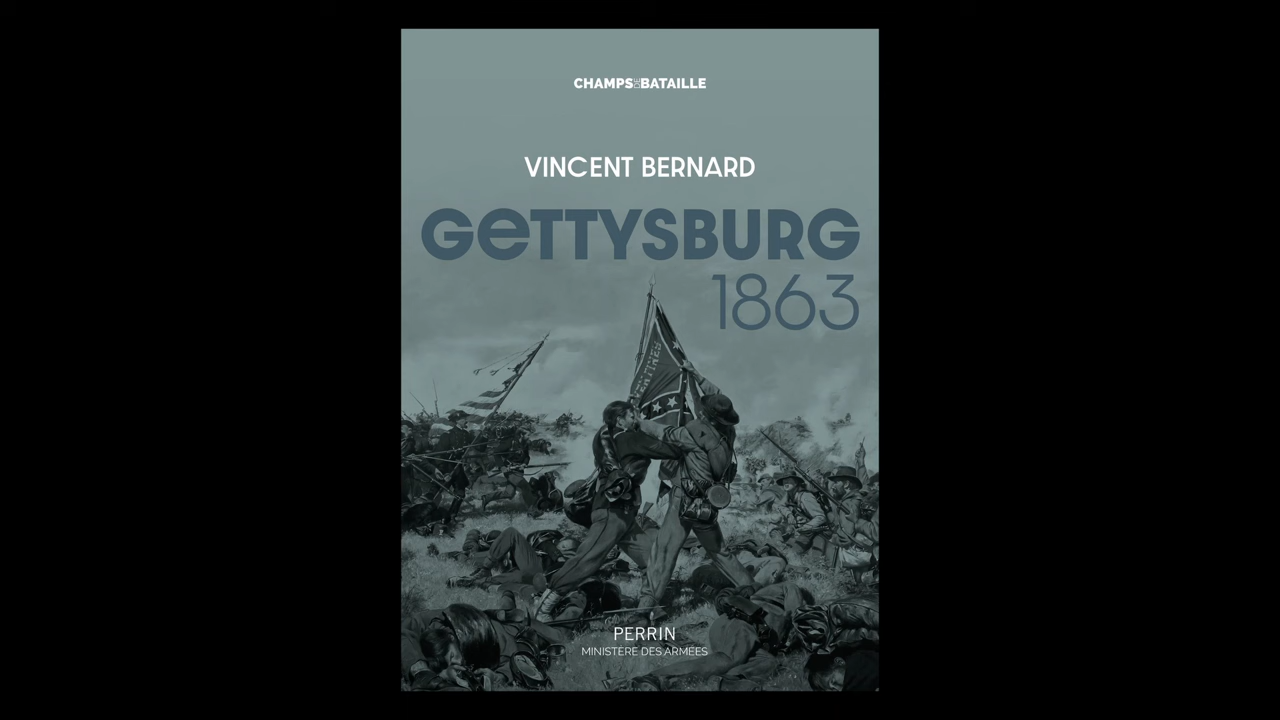 CHAMPS DE BATAILLE
VINCENT BERNARD
GeTTYSBURG
1863
PERRIN
MINISTÈRE DES ARMÉES